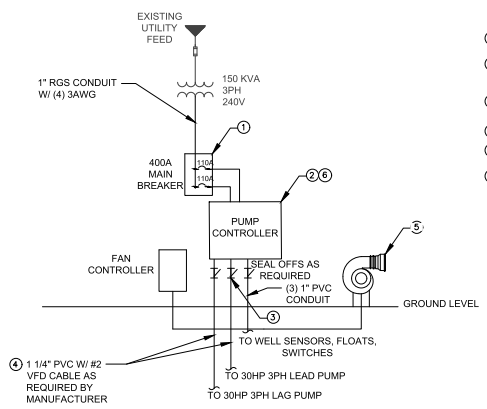 EXISTING
UTILITY
FEED
1" RGS CONDUIT
W/ (4) 3AWG
150 KVA
3PH
240V
1
400A
MAIN
BREAKER
110A
110A
2 6
PUMP
CONTROLLER
5
FAN
CONTROLLER
SEAL OFFS AS
REQUIRED
(3) 1" PVC
CONDUIT
GROUND LEVEL
3
TO WELL SENSORS, FLOATS,
SWITCHES
4 1 1/4" PVC W/ #2
VFD CABLE AS
REQUIRED BY
MANUFACTURER
TO 30HP 3PH LEAD PUMP
TO 30HP 3PH LAG PUMP